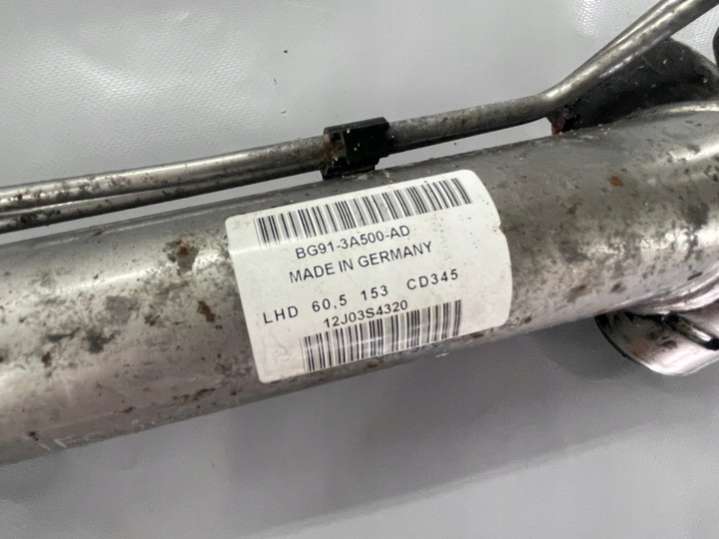 BG91-3A500-AD
MADE IN GERMANY
LHD 60.5 153 CD345
12J03S4320